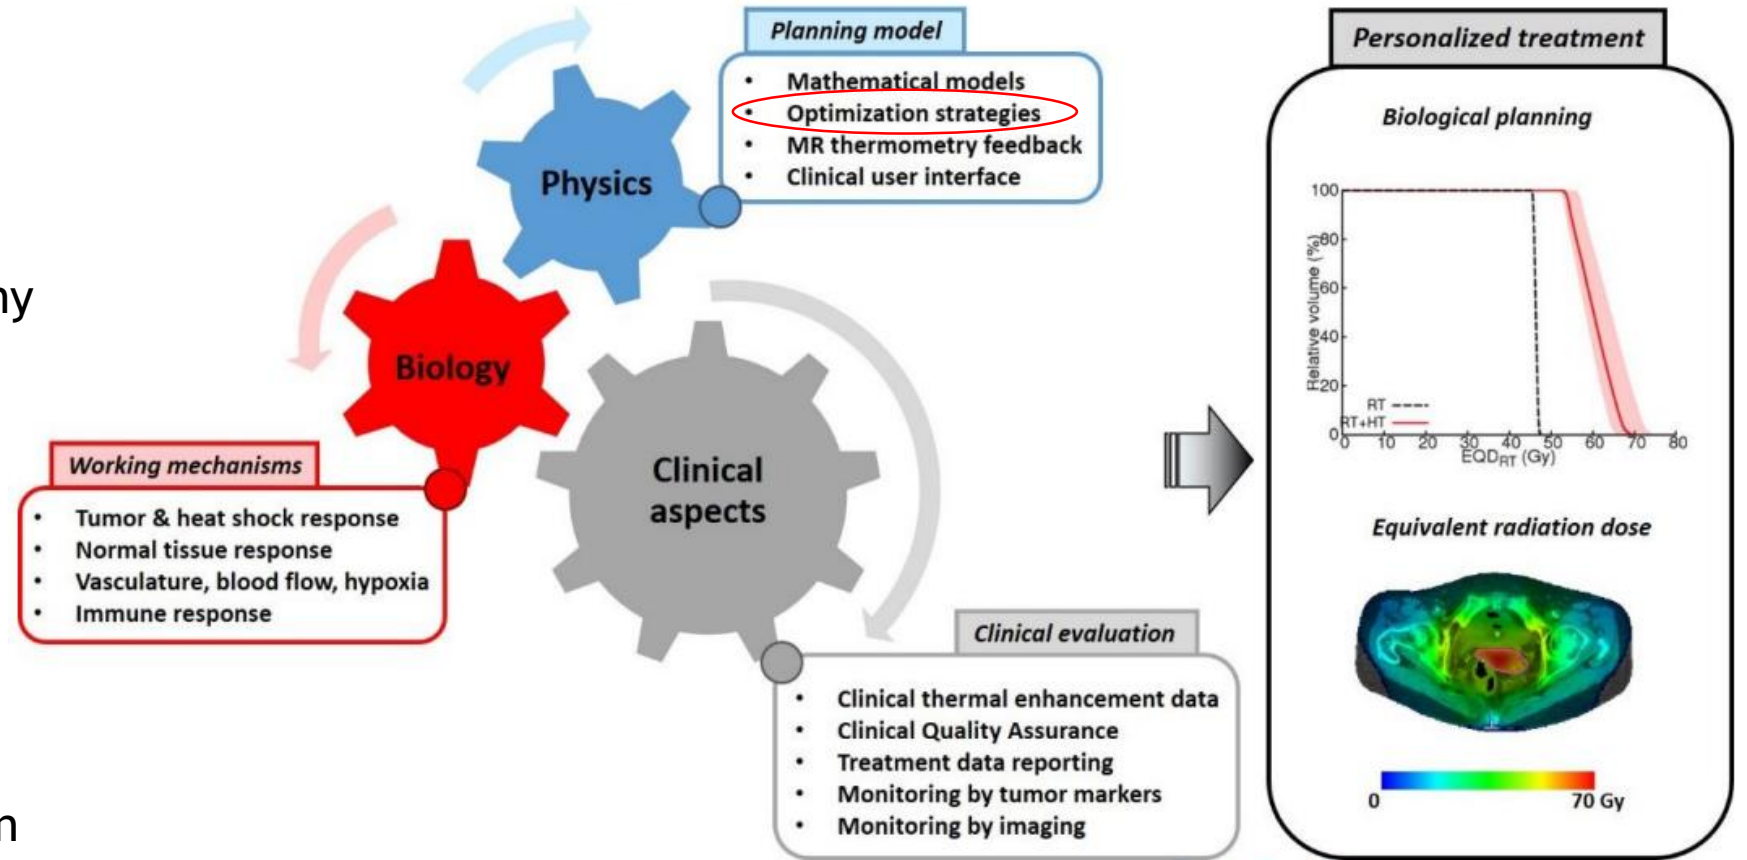 ny
m
Physics
Planning model
• Mathematical models
• Optimization strategies
• MR thermometry feedback
• Clinical user interface
Biology
Working mechanisms
• Tumor & heat shock response
• Normal tissue response
• Vasculature, blood flow, hypoxia
• Immune response
Clinical
aspects
Clinical evaluation
• Clinical thermal enhancement data
• Clinical Quality Assurance
• Treatment data reporting
• Monitoring by tumor markers
• Monitoring by imaging
Personalized treatment
Biological planning
Relative volume (%)
100
80
60
40
20
0
RT
RT+HT
0 10 20 30 40 50 60 70 80
EQDRT (Gy)
Equivalent radiation dose
0 70 Gy